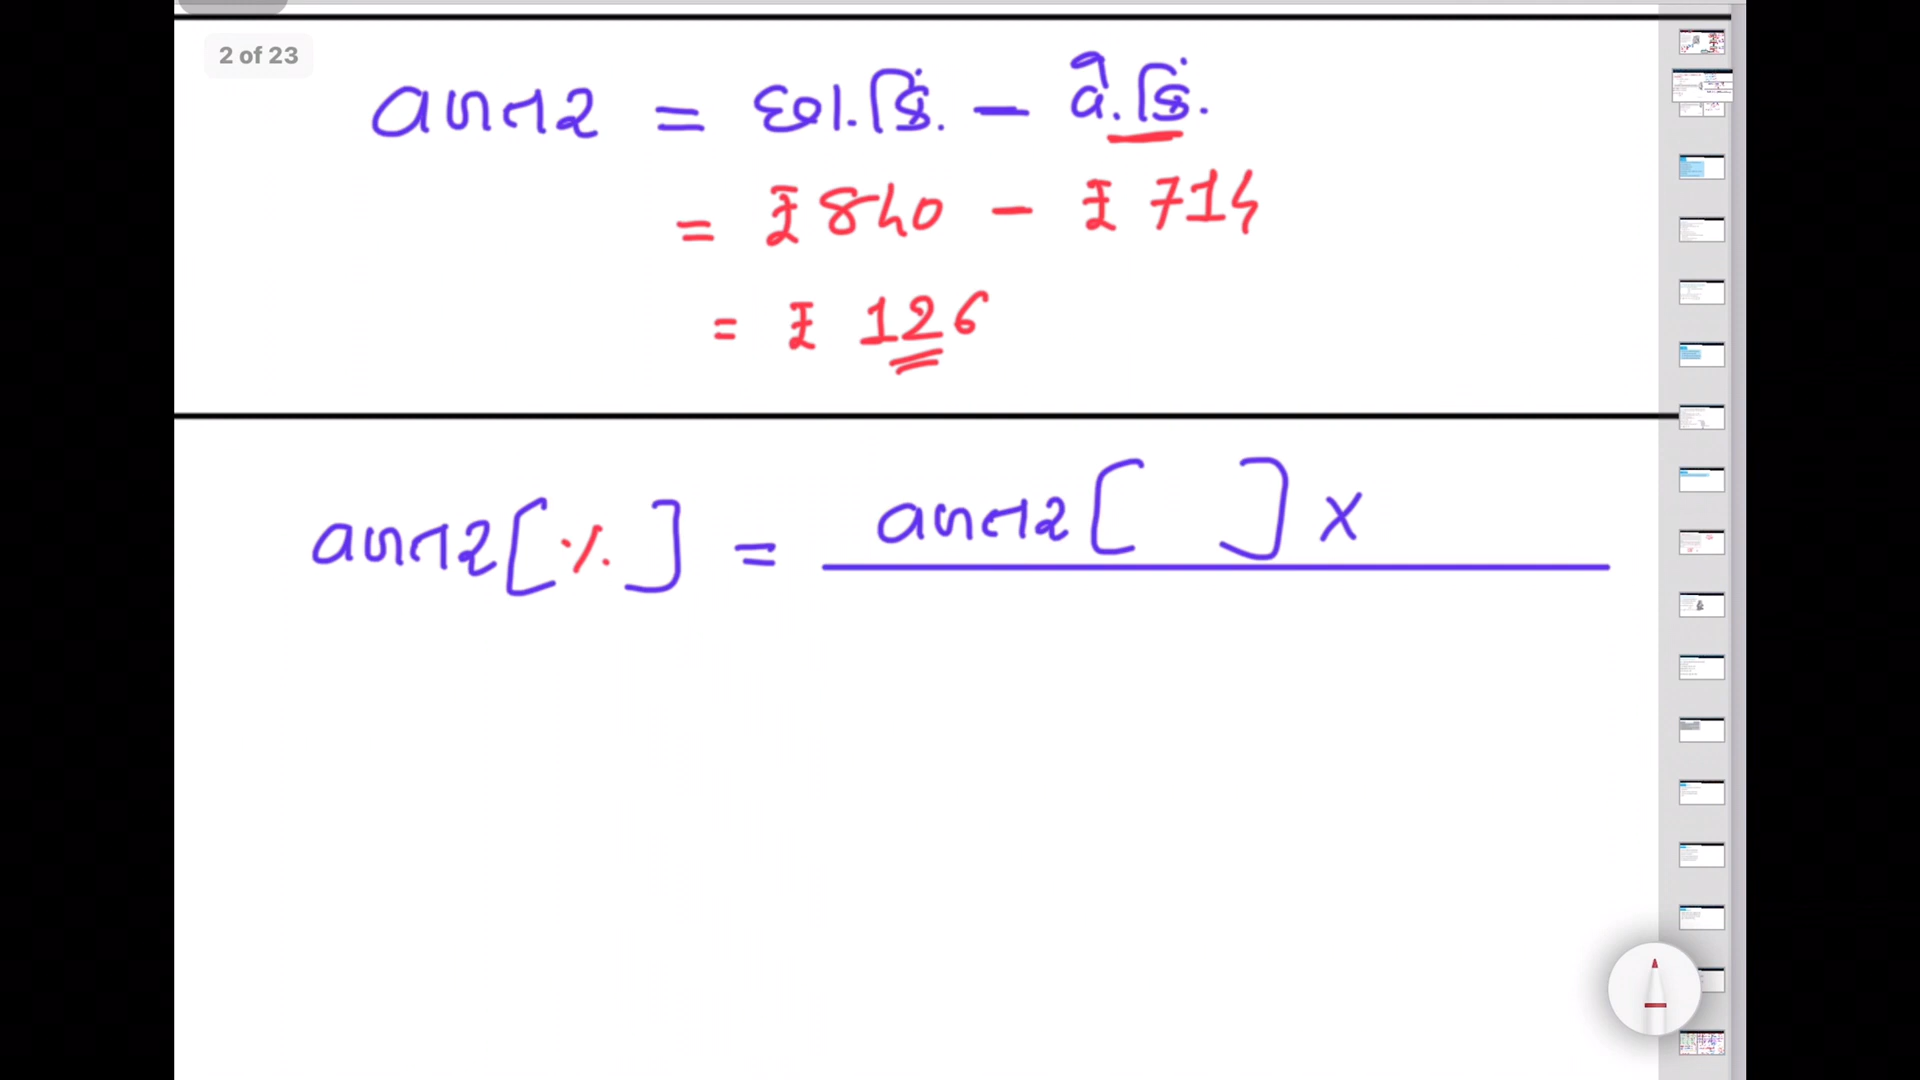 2 of 23
વળતર = છાપેલ.કિં. - વે.કિં.
= ₹ 840 - ₹ 714
= ₹ 126
વળતર [%] = વળતર [ ] ×